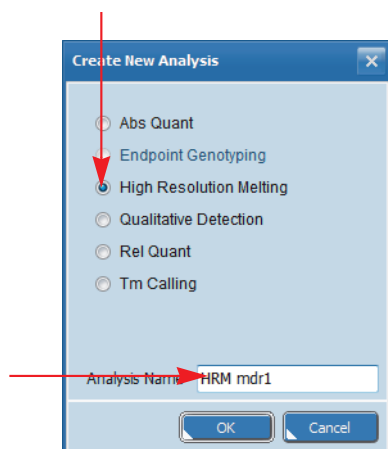 Create New Analysis
Abs Quant
Endpoint Genotyping
High Resolution Melting
Qualitative Detection
Rel Quant
Tm Calling
Analysis Name HRM mdr1
OK Cancel